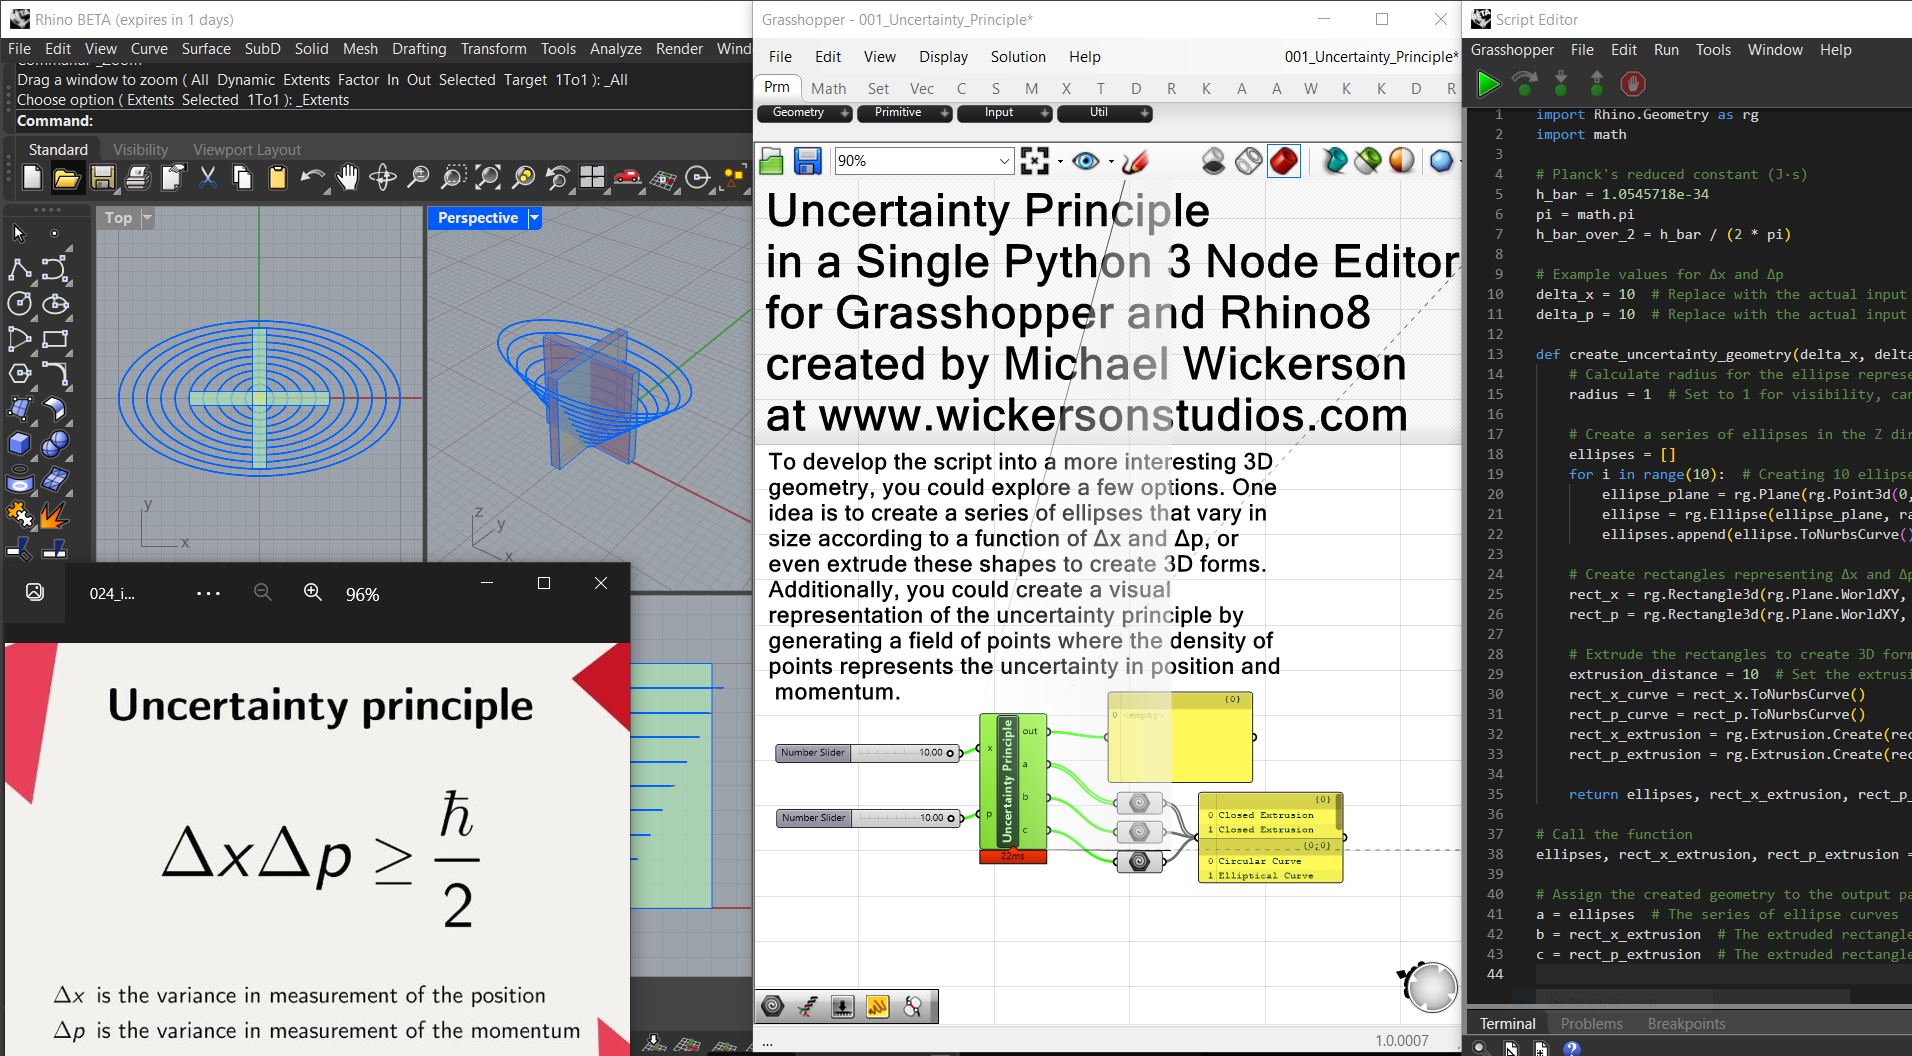 Rhino BETA (expires in 1 days)
File Edit View Curve Surface SubD Solid Mesh Drafting Transform Tools Analyze Render Wind
Drag a window to zoom ( All Dynamic Extents Factor In Out Selected Target 1To1 ): _All
Choose option ( Extents Selected 1To1 ): _Extents
Command:
Standard Visibility Viewport Layout
Top
Perspective
y
x
z
y
x
024_i...
96%
Uncertainty principle
ΔxΔp ≥ ħ/2
Δx is the variance in measurement of the position
Δp is the variance in measurement of the momentum
Grasshopper - 001_Uncertainty_Principle*
File Edit View Display Solution Help 001_Uncertainty_Principle*
Prm Math Set Vec C S M X T D R K A A W K K D R
Geometry Primitive Input Util
90%
Uncertainty Principle
in a Single Python 3 Node Editor
for Grasshopper and Rhino8
created by Michael Wickerson
at www.wickersonstudios.com
To develop the script into a more interesting 3D
geometry, you could explore a few options. One
idea is to create a series of ellipses that vary in
size according to a function of Δx and Δp, or
even extrude these shapes to create 3D forms.
Additionally, you could create a visual
representation of the uncertainty principle by
generating a field of points where the density of
points represents the uncertainty in position and
momentum.
Number Slider 10.00
Number Slider 10.00
x
p
Uncertainty Principle
out
a
b
c
22ms
{0}
0 <empty>
{0}
0 Closed Extrusion
1 Closed Extrusion
{0;0}
0 Circular Curve
1 Elliptical Curve
...
1.0.0007
Script Editor
Grasshopper File Edit Run Tools Window Help
1 import Rhino.Geometry as rg
2 import math
3
4 # Planck's reduced constant (J·s)
5 h_bar = 1.0545718e-34
6 pi = math.pi
7 h_bar_over_2 = h_bar / (2 * pi)
8
9 # Example values for Δx and Δp
10 delta_x = 10 # Replace with the actual input
11 delta_p = 10 # Replace with the actual input
12
13 def create_uncertainty_geometry(delta_x, delta
14 # Calculate radius for the ellipse represe
15 radius = 1 # Set to 1 for visibility, can
16
17 # Create a series of ellipses in the Z dir
18 ellipses = []
19 for i in range(10): # Creating 10 ellipse
20 ellipse_plane = rg.Plane(rg.Point3d(0,
21 ellipse = rg.Ellipse(ellipse_plane, ra
22 ellipses.append(ellipse.ToNurbsCurve()
23
24 # Create rectangles representing Δx and Δp
25 rect_x = rg.Rectangle3d(rg.Plane.WorldXY,
26 rect_p = rg.Rectangle3d(rg.Plane.WorldXY,
27
28 # Extrude the rectangles to create 3D form
29 extrusion_distance = 10 # Set the extrusi
30 rect_x_curve = rect_x.ToNurbsCurve()
31 rect_p_curve = rect_p.ToNurbsCurve()
32 rect_x_extrusion = rg.Extrusion.Create(rec
33 rect_p_extrusion = rg.Extrusion.Create(rec
34
35 return ellipses, rect_x_extrusion, rect_p_
36
37 # Call the function
38 ellipses, rect_x_extrusion, rect_p_extrusion =
39
40 # Assign the created geometry to the output pa
41 a = ellipses # The series of ellipse curves
42 b = rect_x_extrusion # The extruded rectangle
43 c = rect_p_extrusion # The extruded rectangle
44
Terminal Problems Breakpoints